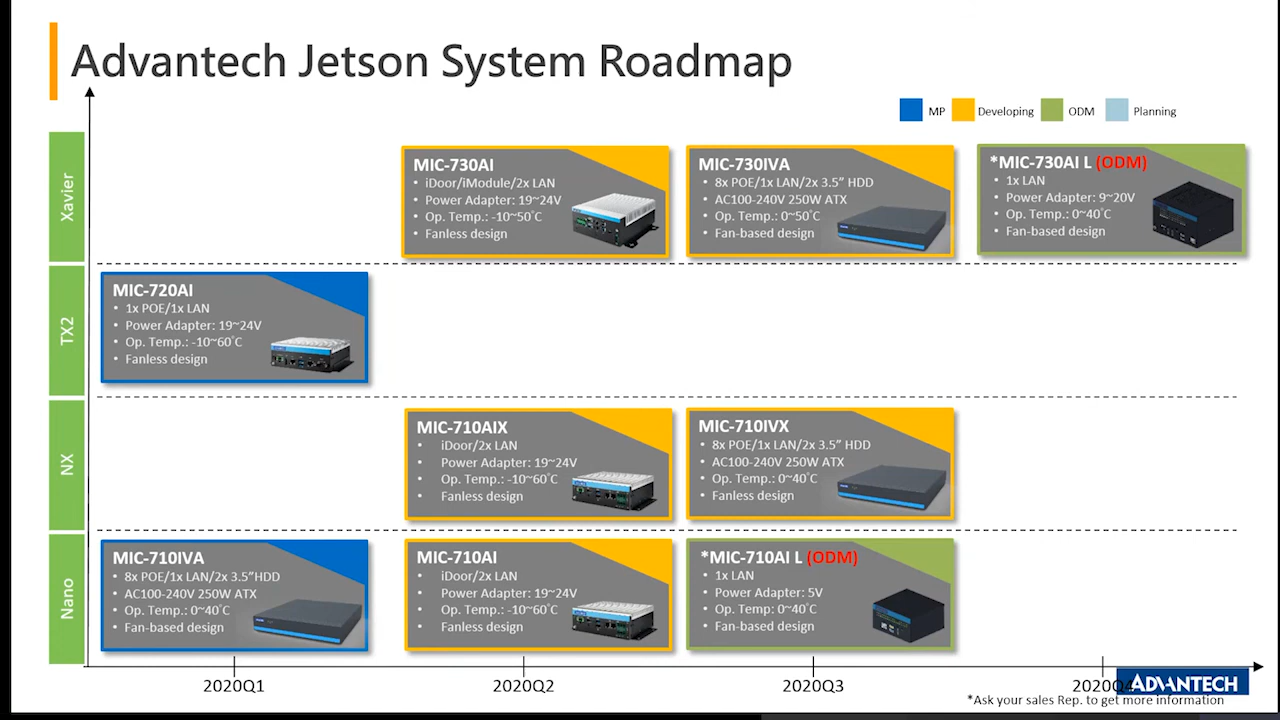 Advantech Jetson System Roadmap
MP
Developing
ODM
Planning
Xavier
MIC-730AI
• iDoor/iModule/2x LAN
• Power Adapter: 19~24V
• Op. Temp.: -10~50°C
• Fanless design
MIC-730IVA
• 8x POE/1x LAN/2x 3.5” HDD
• AC100-240V 250W ATX
• Op. Temp.: 0~50°C
• Fan-based design
*MIC-730AI L (ODM)
• 1x LAN
• Power Adapter: 9~20V
• Op. Temp.: 0~40°C
• Fan-based design
TX2
MIC-720AI
• 1x POE/1x LAN
• Power Adapter: 19~24V
• Op. Temp.: -10~60°C
• Fanless design
NX
MIC-710AIX
• iDoor/2x LAN
• Power Adapter: 19~24V
• Op. Temp.: -10~60°C
• Fanless design
MIC-710IVX
• 8x POE/1x LAN/2x 3.5” HDD
• AC100-240V 250W ATX
• Op. Temp.: 0~40°C
• Fanless design
Nano
MIC-710IVA
• 8x POE/1x LAN/2x 3.5”HDD
• AC100-240V 250W ATX
• Op. Temp.: 0~40°C
• Fan-based design
MIC-710AI
• iDoor/2x LAN
• Power Adapter: 19~24V
• Op. Temp.: -10~60°C
• Fanless design
*MIC-710AI L (ODM)
• 1x LAN
• Power Adapter: 5V
• Op. Temp: 0~40°C
• Fan-based design
2020Q1
2020Q2
2020Q3
2020Q4
ADVANTECH
*Ask your sales Rep. to get more information